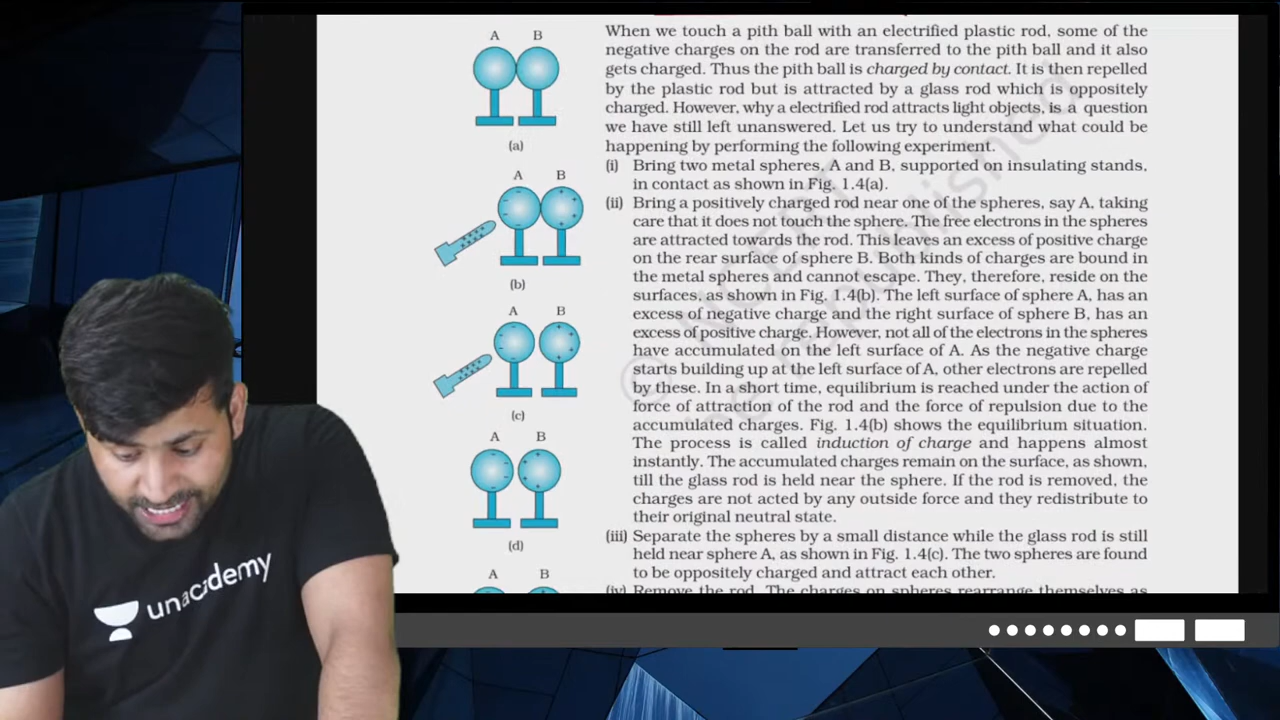 When we touch a pith ball with an electrified plastic rod, some of the
negative charges on the rod are transferred to the pith ball and it also
gets charged. Thus the pith ball is charged by contact. It is then repelled
by the plastic rod but is attracted by a glass rod which is oppositely
charged. However, why a electrified rod attracts light objects, is a question
we have still left unanswered. Let us try to understand what could be
happening by performing the following experiment.
(i) Bring two metal spheres, A and B, supported on insulating stands,
in contact as shown in Fig. 1.4(a).
(ii) Bring a positively charged rod near one of the spheres, say A, taking
care that it does not touch the sphere. The free electrons in the spheres
are attracted towards the rod. This leaves an excess of positive charge
on the rear surface of sphere B. Both kinds of charges are bound in
the metal spheres and cannot escape. They, therefore, reside on the
surfaces, as shown in Fig. 1.4(b). The left surface of sphere A, has an
excess of negative charge and the right surface of sphere B, has an
excess of positive charge. However, not all of the electrons in the spheres
have accumulated on the left surface of A. As the negative charge
starts building up at the left surface of A, other electrons are repelled
by these. In a short time, equilibrium is reached under the action of
force of attraction of the rod and the force of repulsion due to the
accumulated charges. Fig. 1.4(b) shows the equilibrium situation.
The process is called induction of charge and happens almost
instantly. The accumulated charges remain on the surface, as shown,
till the glass rod is held near the sphere. If the rod is removed, the
charges are not acted by any outside force and they redistribute to
their original neutral state.
(iii) Separate the spheres by a small distance while the glass rod is still
held near sphere A, as shown in Fig. 1.4(c). The two spheres are found
to be oppositely charged and attract each other.
(iv) Remove the rod. The charges on spheres rearrange themselves as
A B
(a)
A B
(b)
A B
(c)
A B
(d)
A B
unacademy
© NCERT
republished